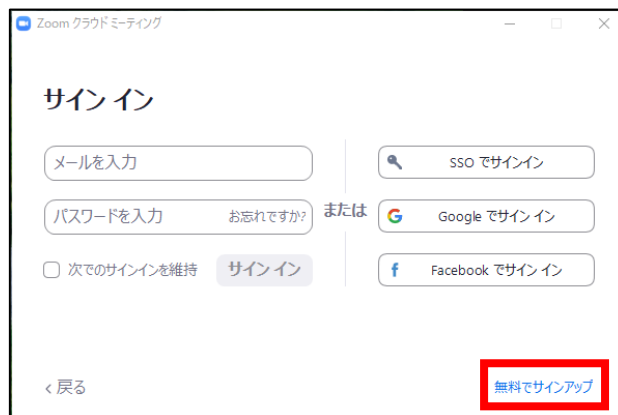 Zoom クラウド ミーティング
サイン イン
メールを入力
パスワードを入力 お忘れですか?
次でのサインインを維持 サイン イン
または
SSO でサインイン
Google でサイン イン
Facebook でサイン イン
戻る
無料でサインアップ